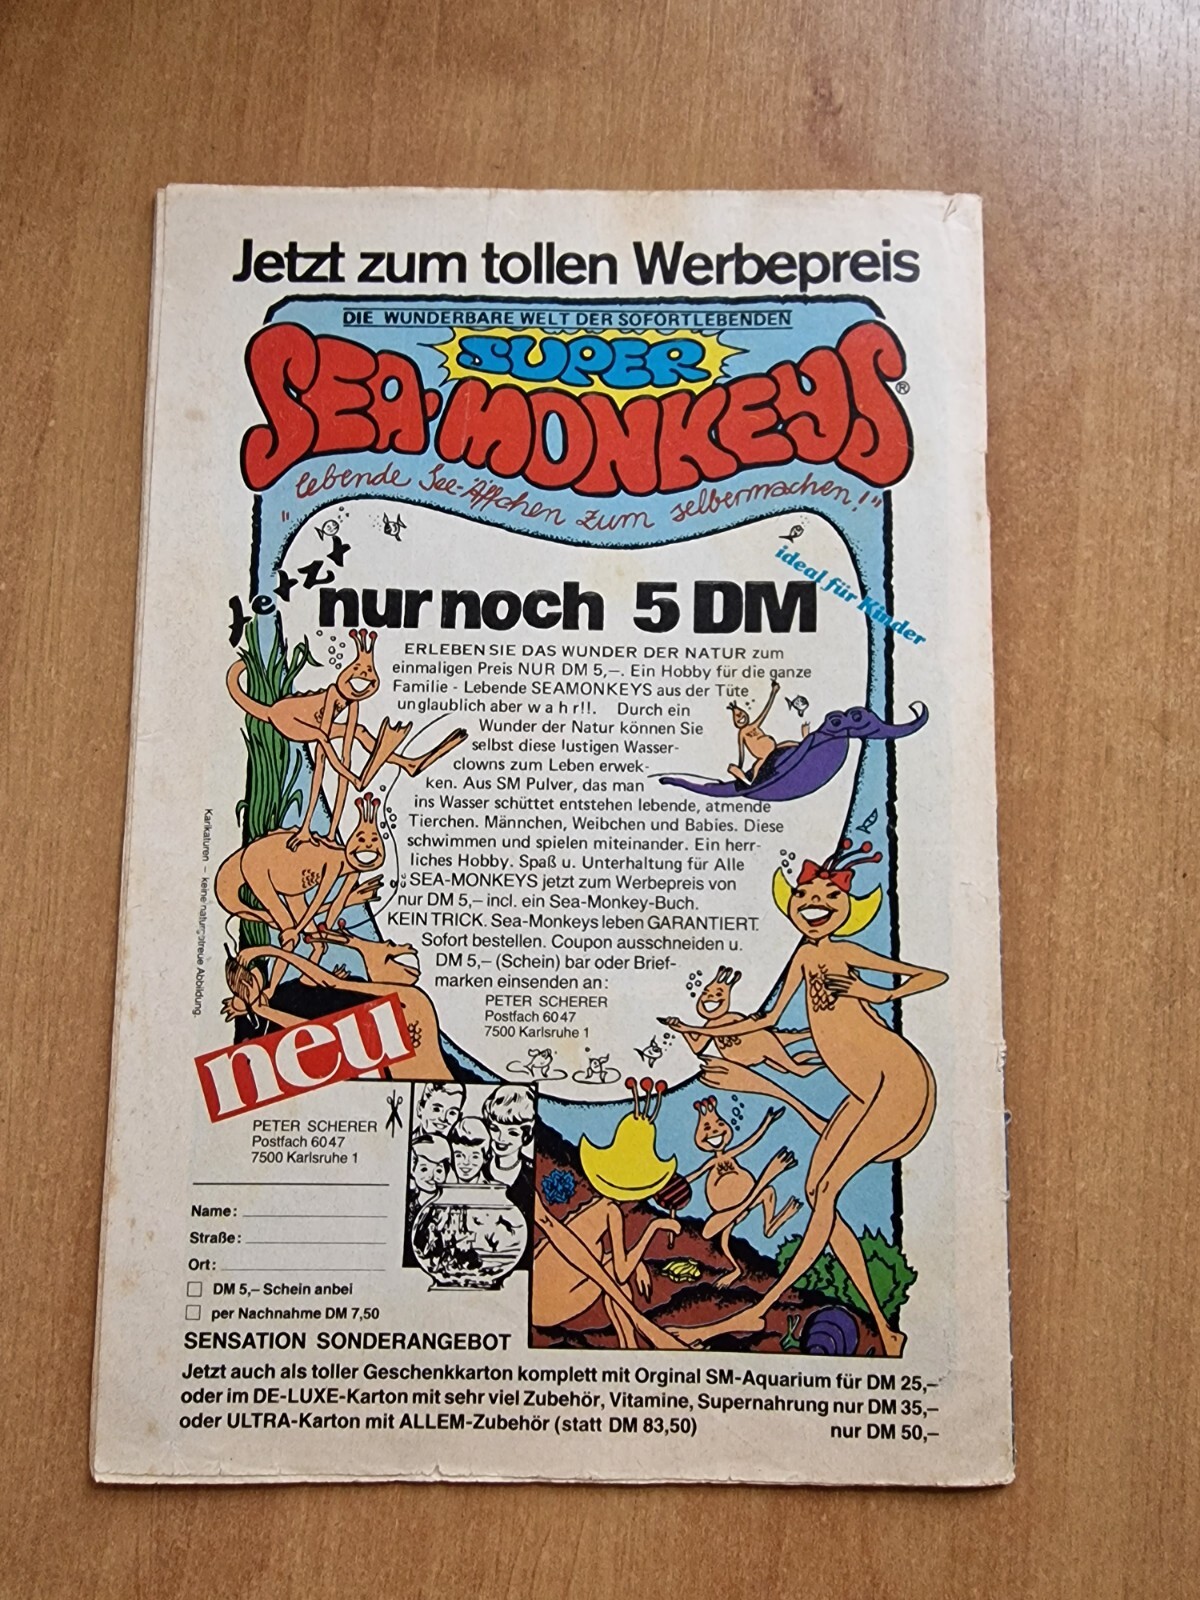 Jetzt zum tollen Werbepreis
DIE WUNDERBARE WELT DER SOFORTLEBENDEN
SUPER
SEA-MONKEYS®
"lebende See-Äffchen zum selbermachen!"
ideal für Kinder
Jetzt
nur noch 5 DM
ERLEBEN SIE DAS WUNDER DER NATUR zum
einmaligen Preis NUR DM 5,–. Ein Hobby für die ganze
Familie - Lebende SEAMONKEYS aus der Tüte
unglaublich aber w a h r!!. Durch ein
Wunder der Natur können Sie
selbst diese lustigen Wasser-
clowns zum Leben erwek-
ken. Aus SM Pulver, das man
ins Wasser schüttet entstehen lebende, atmende
Tierchen. Männchen, Weibchen und Babies. Diese
schwimmen und spielen miteinander. Ein herr-
liches Hobby. Spaß u. Unterhaltung für Alle
SEA-MONKEYS jetzt zum Werbepreis von
nur DM 5,– incl. ein Sea-Monkey-Buch.
KEIN TRICK. Sea-Monkeys leben GARANTIERT.
Sofort bestellen. Coupon ausschneiden u.
DM 5,– (Schein) bar oder Brief-
marken einsenden an:
PETER SCHERER
Postfach 6047
7500 Karlsruhe 1
Karikaturen – keine naturgetreue Abbildung.
neu
PETER SCHERER
Postfach 6047
7500 Karlsruhe 1
Name:
Straße:
Ort:
DM 5,– Schein anbei
per Nachnahme DM 7,50
SENSATION SONDERANGEBOT
Jetzt auch als toller Geschenkkarton komplett mit Orginal SM-Aquarium für DM 25,–
oder im DE-LUXE-Karton mit sehr viel Zubehör, Vitamine, Supernahrung nur DM 35,–
oder ULTRA-Karton mit ALLEM-Zubehör (statt DM 83,50) nur DM 50,–